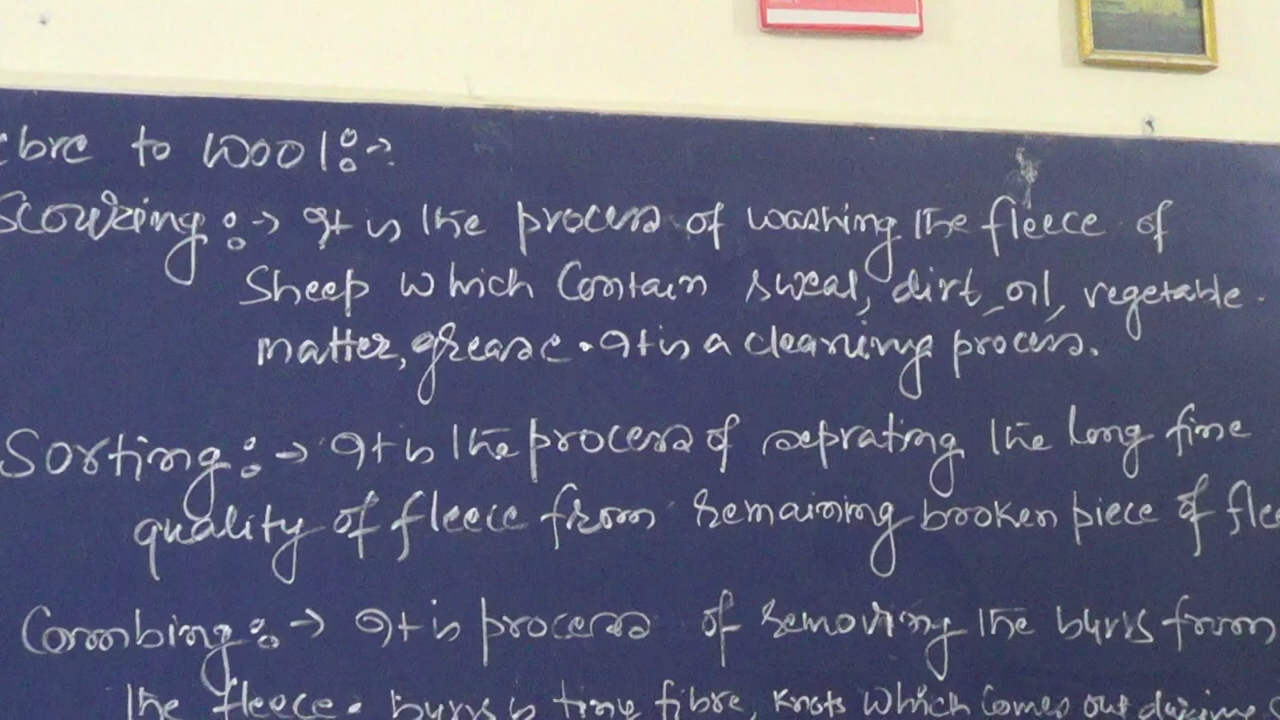 ebre to wool:→
Scouring:→ It is the process of washing the fleece of
Sheep which Contain sweat, dirt, oil, vegetable
matter, grease. It is a cleaning process.
Sorting:→ It is the process of seprating the long fine
quality of fleece from remaining broken piece of flee
Combing:→ It is process of removing the burrs from
the fleece. burrs is tiny fibre, knots which comes out during